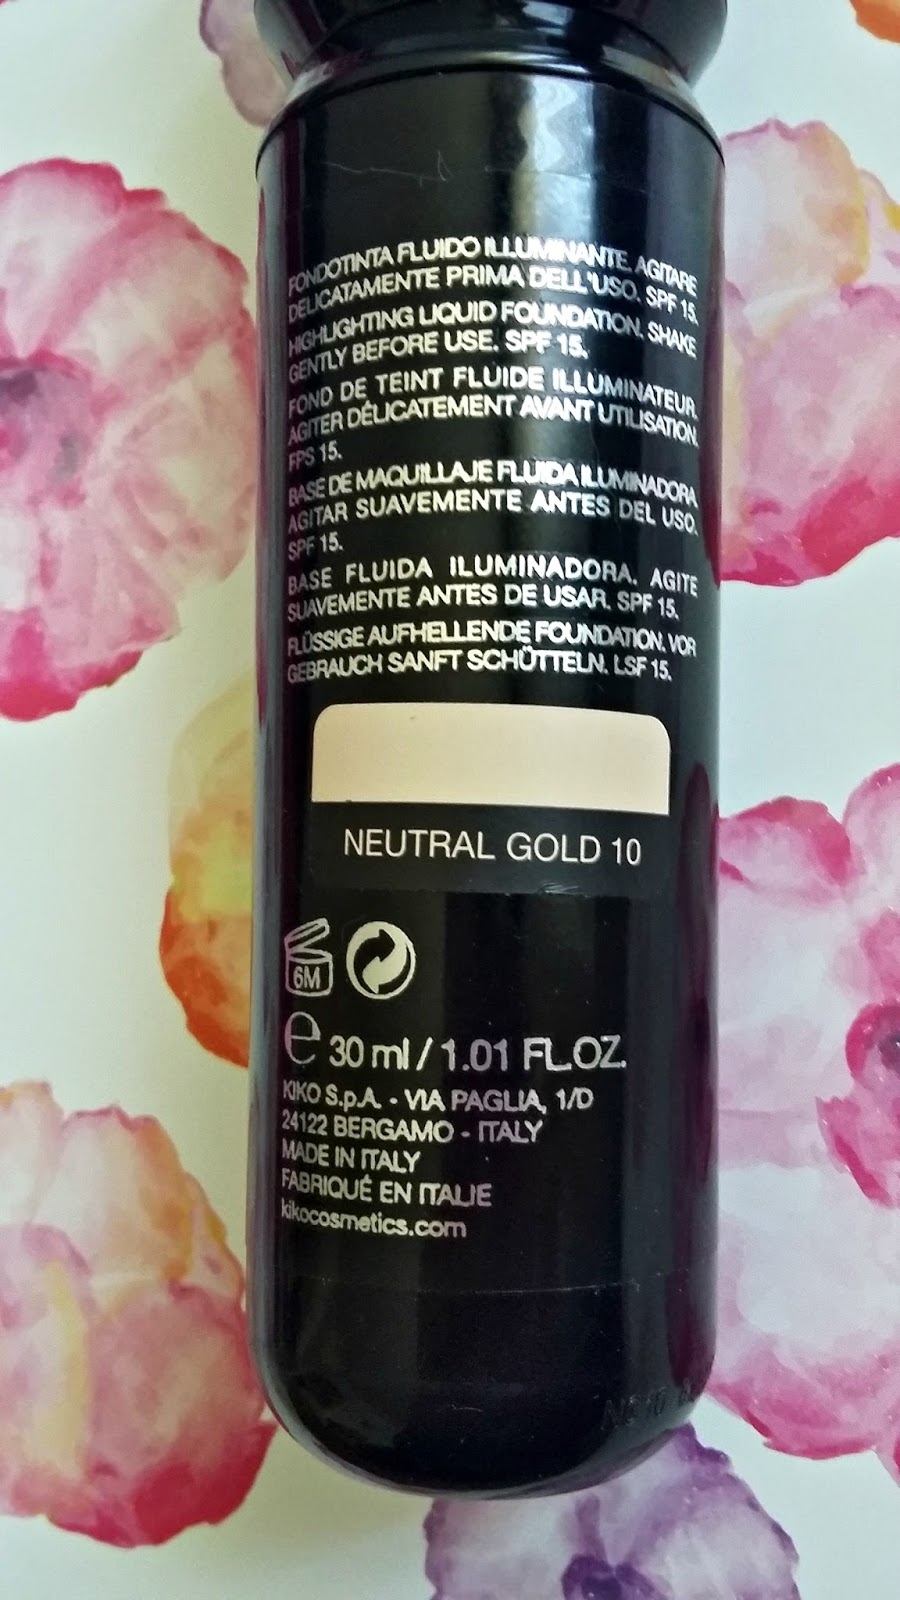 FONDOTINTA FLUIDO ILLUMINANTE. AGITARE
DELICATAMENTE PRIMA DELL'USO. SPF 15.
HIGHLIGHTING LIQUID FOUNDATION. SHAKE
GENTLY BEFORE USE. SPF 15.
FOND DE TEINT FLUIDE ILLUMINATEUR.
AGITER DÉLICATEMENT AVANT UTILISATION.
FPS 15.
BASE DE MAQUILLAJE FLUIDA ILUMINADORA.
AGITAR SUAVEMENTE ANTES DEL USO.
SPF 15.
BASE FLUIDA ILUMINADORA. AGITE
SUAVEMENTE ANTES DE USAR. SPF 15.
FLÜSSIGE AUFHELLENDE FOUNDATION. VOR
GEBRAUCH SANFT SCHÜTTELN. LSF 15.
NEUTRAL GOLD 10
6M
e 30 ml / 1.01 FL.OZ.
KIKO S.p.A. - VIA PAGLIA, 1/D
24122 BERGAMO - ITALY
MADE IN ITALY
FABRIQUÉ EN ITALIE
kikocosmetics.com